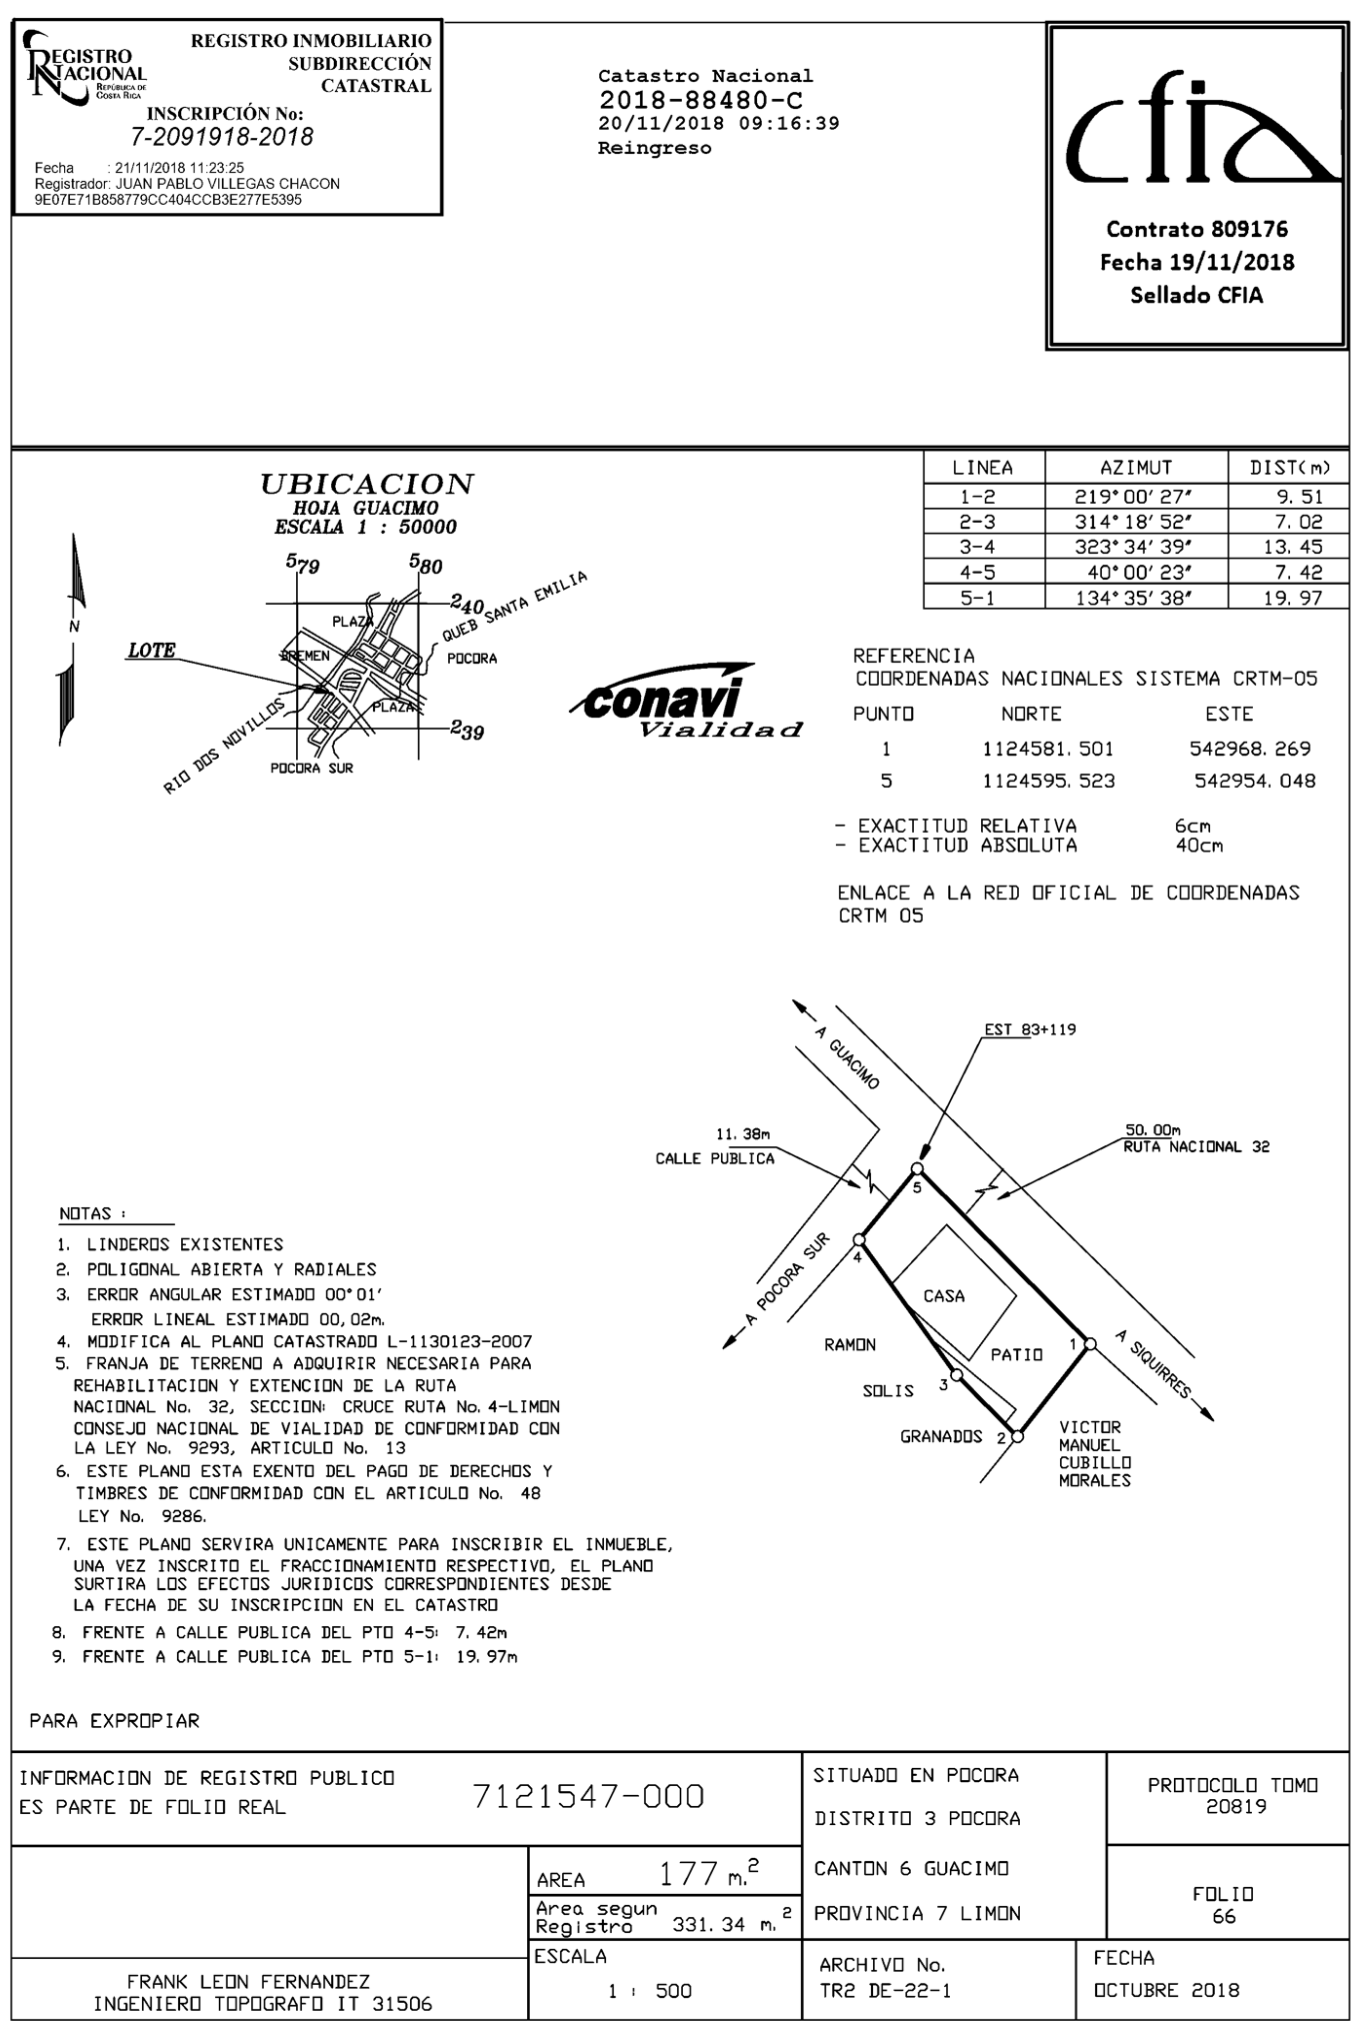 REGISTRO NACIONAL
REPÚBLICA DE COSTA RICA
REGISTRO INMOBILIARIO
SUBDIRECCIÓN
CATASTRAL
INSCRIPCIÓN No:
7-2091918-2018
Fecha : 21/11/2018 11:23:25
Registrador: JUAN PABLO VILLEGAS CHACON
9E07E71B858779CC404CCB3E277E5395
Catastro Nacional
2018-88480-C
20/11/2018 09:16:39
Reingreso
cfia
Contrato 809176
Fecha 19/11/2018
Sellado CFIA
LINEA AZIMUT DIST(m)
1-2 219°00'27" 9.51
2-3 314°18'52" 7.02
3-4 323°34'39" 13.45
4-5 40°00'23" 7.42
5-1 134°35'38" 19.97
UBICACION
HOJA GUACIMO
ESCALA 1 : 50000
579 580
240
239
N
LOTE
PLAZA
BREMEN
QUEB SANTA EMILIA
POCORA
PLAZA
RIO DOS NOVILLOS
POCORA SUR
conavi
Vialidad
REFERENCIA
COORDENADAS NACIONALES SISTEMA CRTM-05
PUNTO NORTE ESTE
1 1124581.501 542968.269
5 1124595.523 542954.048
- EXACTITUD RELATIVA 6cm
- EXACTITUD ABSOLUTA 40cm
ENLACE A LA RED OFICIAL DE COORDENADAS
CRTM 05
EST 83+119
A GUACIMO
11.38m
CALLE PUBLICA
50.00m
RUTA NACIONAL 32
5
4
A POCORA SUR
CASA
PATIO
1
A SIQUIRRES
RAMON
SOLIS
GRANADOS
3
2
VICTOR
MANUEL
CUBILLO
MORALES
NOTAS :
1. LINDEROS EXISTENTES
2. POLIGONAL ABIERTA Y RADIALES
3. ERROR ANGULAR ESTIMADO 00°01'
ERROR LINEAL ESTIMADO 00,02m.
4. MODIFICA AL PLANO CATASTRADO L-1130123-2007
5. FRANJA DE TERRENO A ADQUIRIR NECESARIA PARA
REHABILITACION Y EXTENCION DE LA RUTA
NACIONAL No. 32, SECCION: CRUCE RUTA No. 4-LIMON
CONSEJO NACIONAL DE VIALIDAD DE CONFORMIDAD CON
LA LEY No. 9293, ARTICULO No. 13
6. ESTE PLANO ESTA EXENTO DEL PAGO DE DERECHOS Y
TIMBRES DE CONFORMIDAD CON EL ARTICULO No. 48
LEY No. 9286.
7. ESTE PLANO SERVIRA UNICAMENTE PARA INSCRIBIR EL INMUEBLE,
UNA VEZ INSCRITO EL FRACCIONAMIENTO RESPECTIVO, EL PLANO
SURTIRA LOS EFECTOS JURIDICOS CORRESPONDIENTES DESDE
LA FECHA DE SU INSCRIPCION EN EL CATASTRO
8. FRENTE A CALLE PUBLICA DEL PTO 4-5: 7.42m
9. FRENTE A CALLE PUBLICA DEL PTO 5-1: 19.97m
PARA EXPROPIAR
INFORMACION DE REGISTRO PUBLICO
ES PARTE DE FOLIO REAL
7121547-000
SITUADO EN POCORA
DISTRITO 3 POCORA
CANTON 6 GUACIMO
PROVINCIA 7 LIMON
PROTOCOLO TOMO
20819
FOLIO
66
AREA 177 m.²
Area segun
Registro 331.34 m.²
ESCALA
1 : 500
FRANK LEON FERNANDEZ
INGENIERO TOPOGRAFO IT 31506
ARCHIVO No.
TR2 DE-22-1
FECHA
OCTUBRE 2018